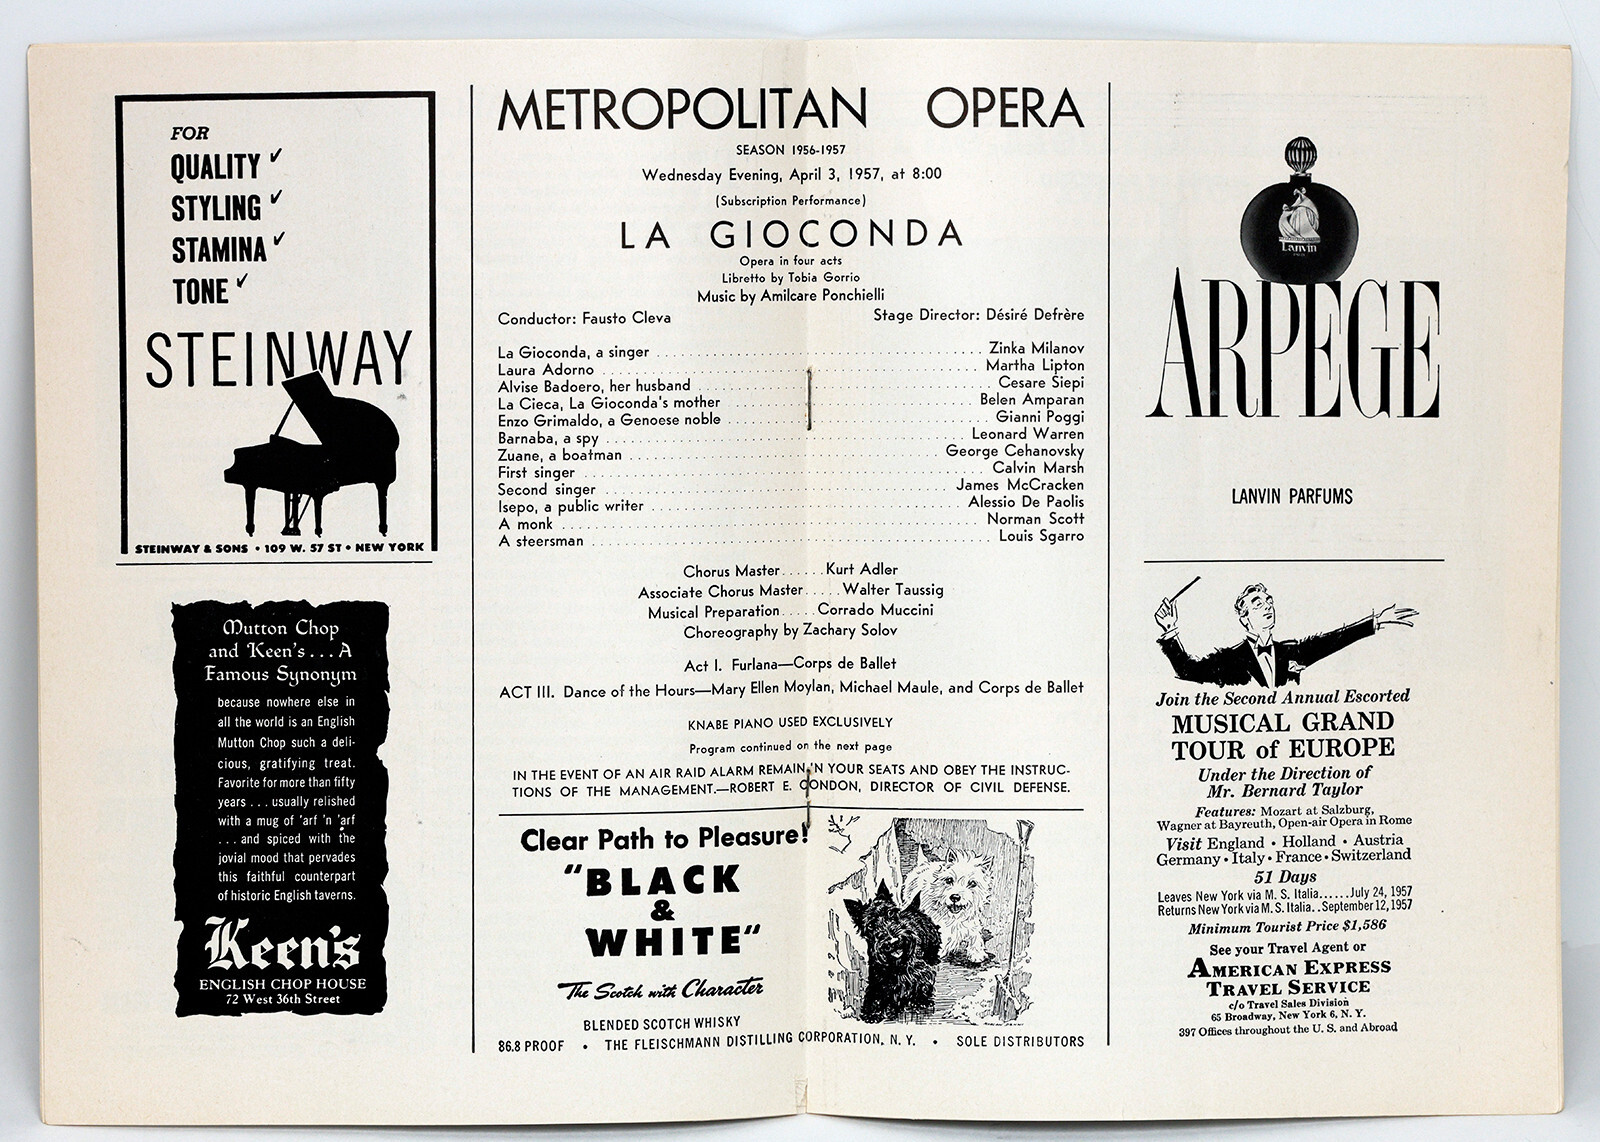 FOR
QUALITY ✓
STYLING ✓
STAMINA ✓
TONE ✓
STEINWAY
STEINWAY & SONS • 109 W. 57 ST • NEW YORK
Mutton Chop
and Keen's . . . A
Famous Synonym
because nowhere else in
all the world is an English
Mutton Chop such a deli-
cious, gratifying treat.
Favorite for more than fifty
years . . . usually relished
with a mug of 'arf 'n 'arf
. . . and spiced with the
jovial mood that pervades
this faithful counterpart
of historic English taverns.
Keen's
ENGLISH CHOP HOUSE
72 West 36th Street
METROPOLITAN OPERA
SEASON 1956-1957
Wednesday Evening, April 3, 1957, at 8:00
(Subscription Performance)
LA GIOCONDA
Opera in four acts
Libretto by Tobia Gorrio
Music by Amilcare Ponchielli
Conductor: Fausto Cleva Stage Director: Désiré Defrère
La Gioconda, a singer . . . . . Zinka Milanov
Laura Adorno . . . . . Martha Lipton
Alvise Badoero, her husband . . . . . Cesare Siepi
La Cieca, La Gioconda's mother . . . . . Belen Amparan
Enzo Grimaldo, a Genoese noble . . . . . Gianni Poggi
Barnaba, a spy . . . . . Leonard Warren
Zuane, a boatman . . . . . George Cehanovsky
First singer . . . . . Calvin Marsh
Second singer . . . . . James McCracken
Isepo, a public writer . . . . . Alessio De Paolis
A monk . . . . . Norman Scott
A steersman . . . . . Louis Sgarro
Chorus Master . . . . . . Kurt Adler
Associate Chorus Master . . . . . Walter Taussig
Musical Preparation . . . . . Corrado Muccini
Choreography by Zachary Solov
Act I. Furlana—Corps de Ballet
ACT III. Dance of the Hours—Mary Ellen Moylan, Michael Maule, and Corps de Ballet
KNABE PIANO USED EXCLUSIVELY
Program continued on the next page
IN THE EVENT OF AN AIR RAID ALARM REMAIN IN YOUR SEATS AND OBEY THE INSTRUC-
TIONS OF THE MANAGEMENT.—ROBERT E. CONDON, DIRECTOR OF CIVIL DEFENSE.
Clear Path to Pleasure!
"BLACK
&
WHITE"
The Scotch with Character
BLENDED SCOTCH WHISKY
86.8 PROOF • THE FLEISCHMANN DISTILLING CORPORATION, N. Y. • SOLE DISTRIBUTORS
Lanvin
ARPEGE
LANVIN PARFUMS
Join the Second Annual Escorted
MUSICAL GRAND
TOUR of EUROPE
Under the Direction of
Mr. Bernard Taylor
Features: Mozart at Salzburg,
Wagner at Bayreuth, Open-air Opera in Rome
Visit England • Holland • Austria
Germany • Italy • France • Switzerland
51 Days
Leaves New York via M. S. Italia......July 24, 1957
Returns New York via M. S. Italia..September 12, 1957
Minimum Tourist Price $1,586
See your Travel Agent or
AMERICAN EXPRESS
TRAVEL SERVICE
c/o Travel Sales Division
65 Broadway, New York 6, N. Y.
397 Offices throughout the U. S. and Abroad